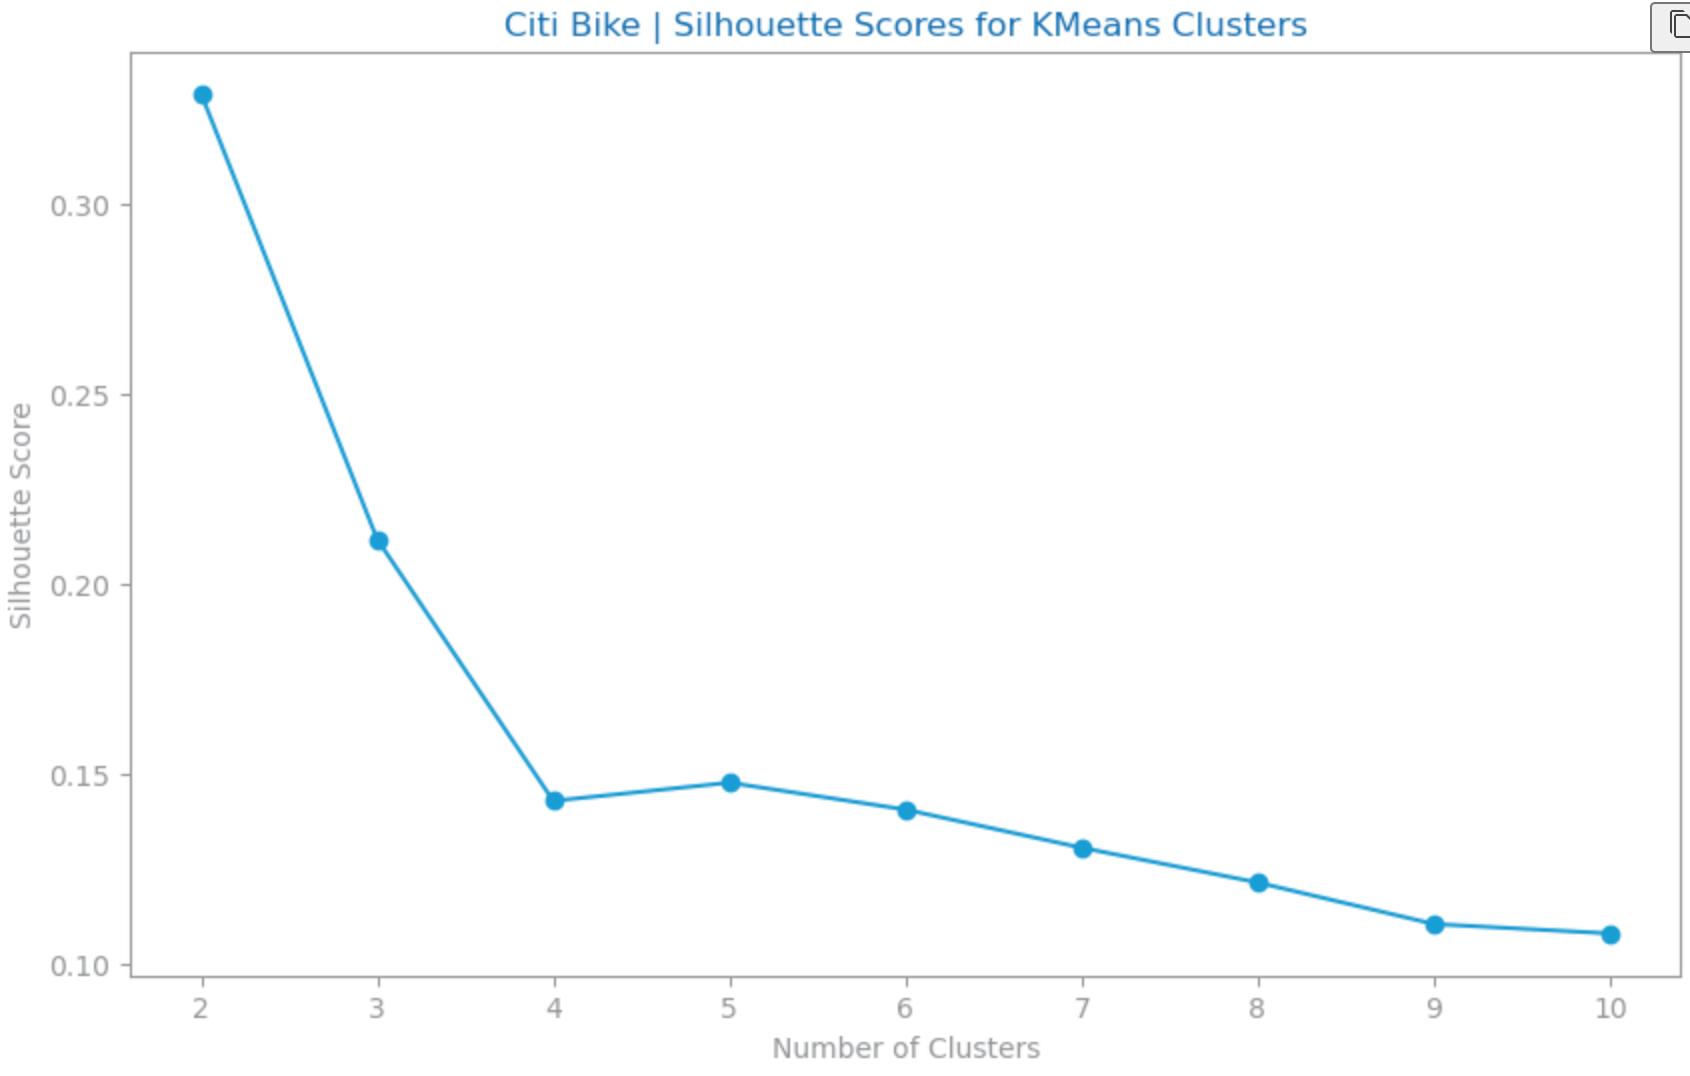 Citi Bike | Silhouette Scores for KMeans Clusters
Silhouette Score
0.30
0.25
0.20
0.15
0.10
2 3 4 5 6 7 8 9 10
Number of Clusters